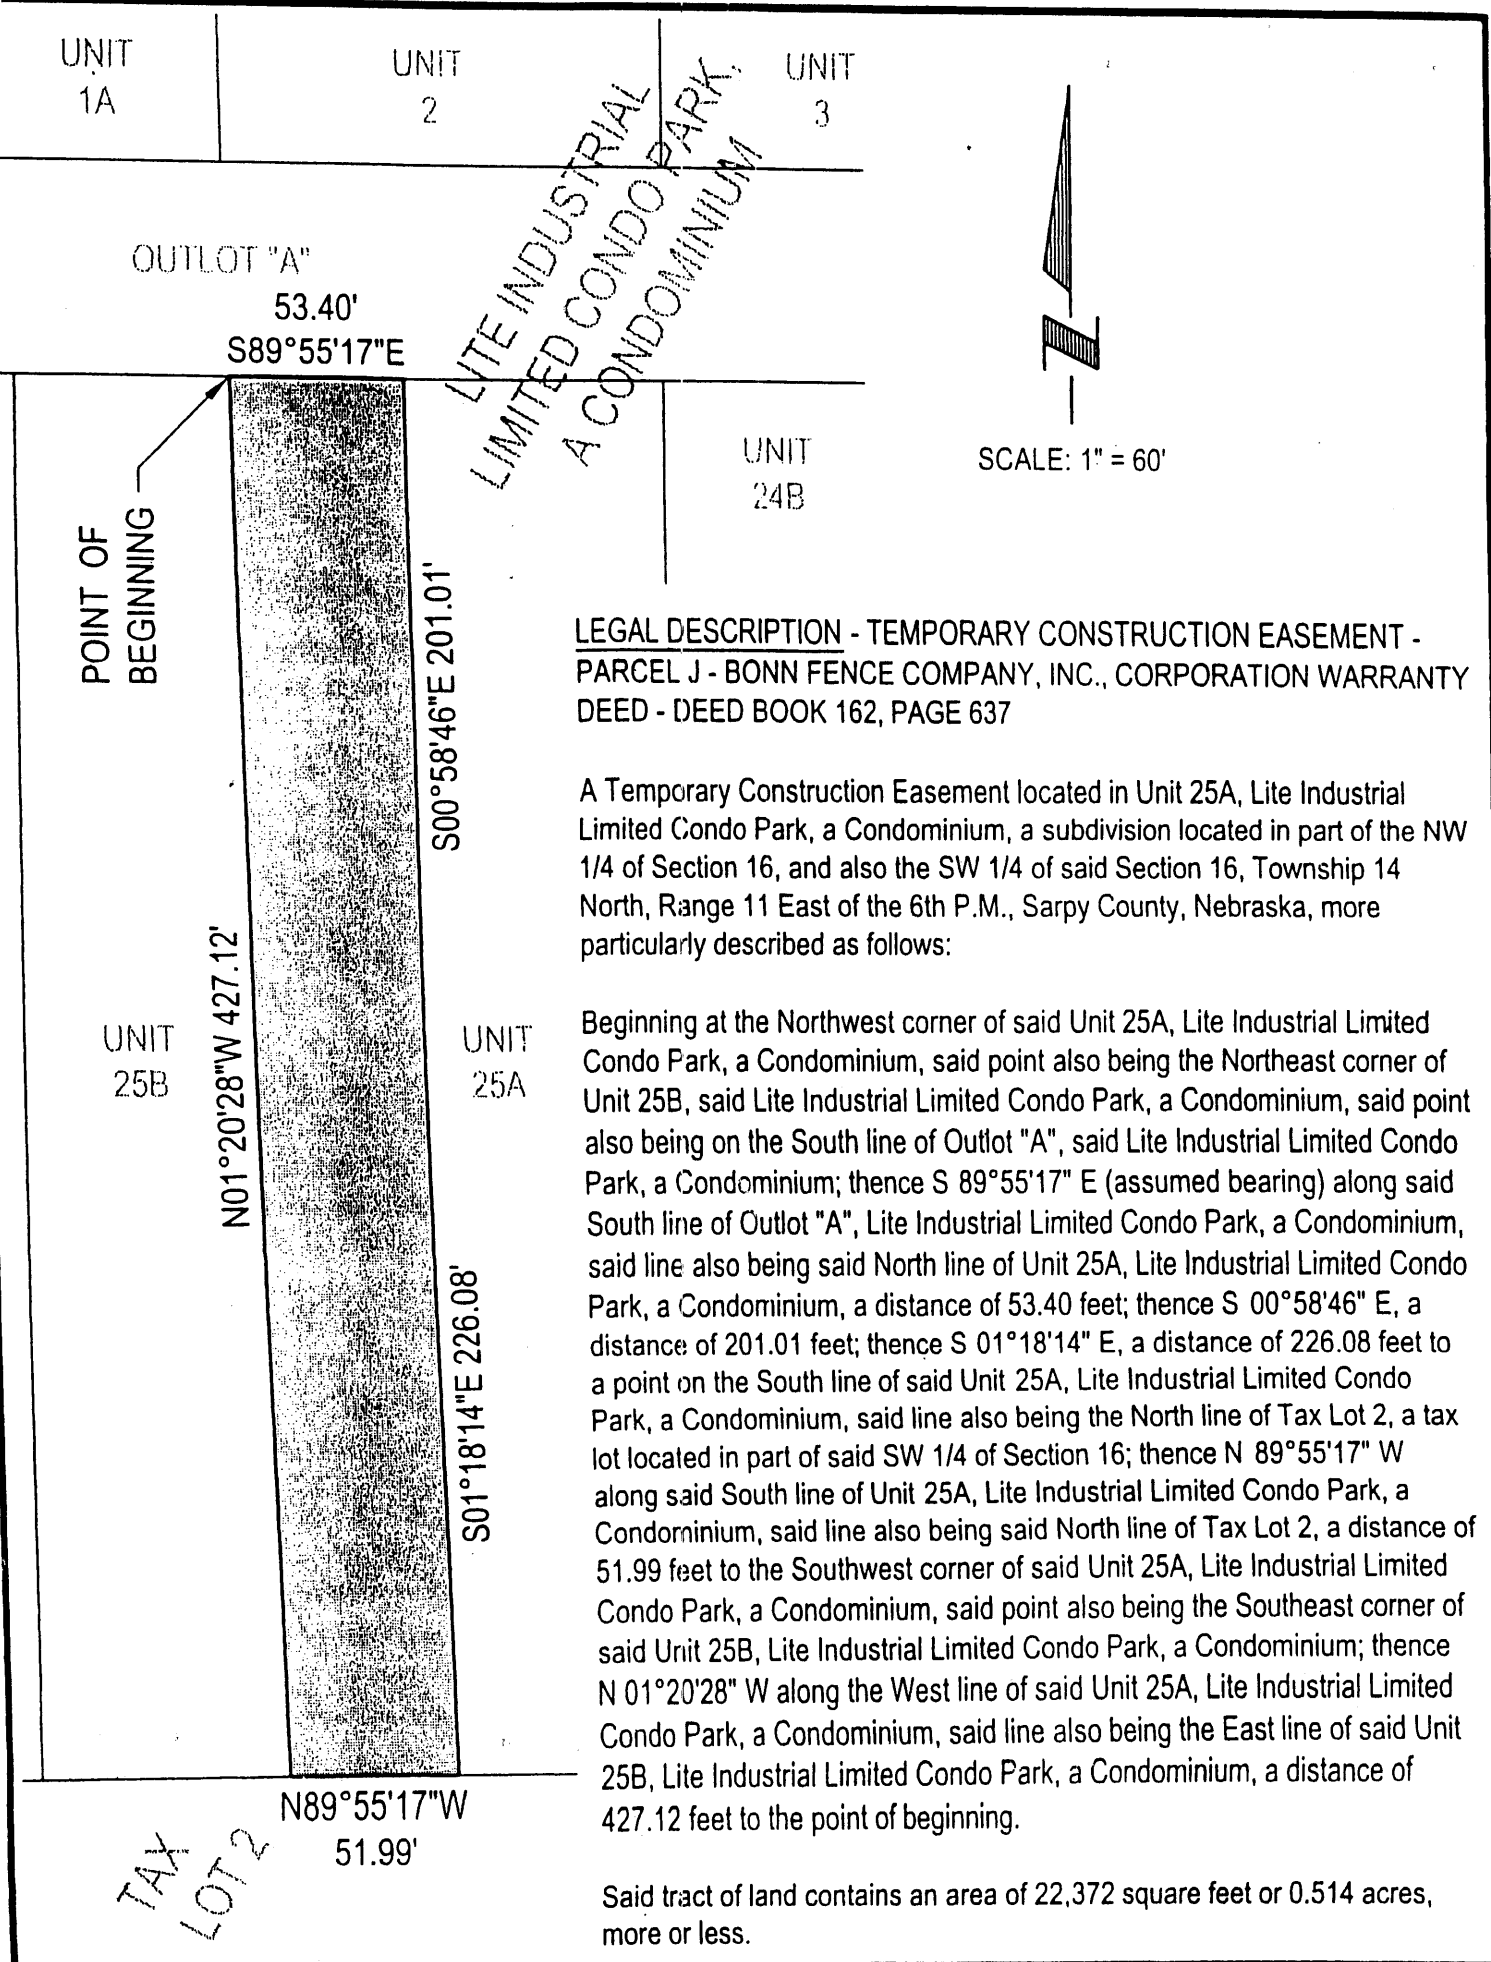 UNIT
1A
UNIT
2
UNIT
3
LITE INDUSTRIAL
LIMITED CONDO PARK,
A CONDOMINIUM
OUTLOT "A"
53.40'
S89°55'17"E
SCALE: 1" = 60'
UNIT
24B
POINT OF
BEGINNING
S00°58'46"E 201.01'
N01°20'28"W 427.12'
UNIT
25B
UNIT
25A
S01°18'14"E 226.08'
N89°55'17"W
51.99'
TAX
LOT 2
LEGAL DESCRIPTION - TEMPORARY CONSTRUCTION EASEMENT -
PARCEL J - BONN FENCE COMPANY, INC., CORPORATION WARRANTY
DEED - DEED BOOK 162, PAGE 637
A Temporary Construction Easement located in Unit 25A, Lite Industrial
Limited Condo Park, a Condominium, a subdivision located in part of the NW
1/4 of Section 16, and also the SW 1/4 of said Section 16, Township 14
North, Range 11 East of the 6th P.M., Sarpy County, Nebraska, more
particularly described as follows:
Beginning at the Northwest corner of said Unit 25A, Lite Industrial Limited
Condo Park, a Condominium, said point also being the Northeast corner of
Unit 25B, said Lite Industrial Limited Condo Park, a Condominium, said point
also being on the South line of Outlot "A", said Lite Industrial Limited Condo
Park, a Condominium; thence S 89°55'17" E (assumed bearing) along said
South line of Outlot "A", Lite Industrial Limited Condo Park, a Condominium,
said line also being said North line of Unit 25A, Lite Industrial Limited Condo
Park, a Condominium, a distance of 53.40 feet; thence S 00°58'46" E, a
distance of 201.01 feet; thence S 01°18'14" E, a distance of 226.08 feet to
a point on the South line of said Unit 25A, Lite Industrial Limited Condo
Park, a Condominium, said line also being the North line of Tax Lot 2, a tax
lot located in part of said SW 1/4 of Section 16; thence N 89°55'17" W
along said South line of Unit 25A, Lite Industrial Limited Condo Park, a
Condominium, said line also being said North line of Tax Lot 2, a distance of
51.99 feet to the Southwest corner of said Unit 25A, Lite Industrial Limited
Condo Park, a Condominium, said point also being the Southeast corner of
said Unit 25B, Lite Industrial Limited Condo Park, a Condominium; thence
N 01°20'28" W along the West line of said Unit 25A, Lite Industrial Limited
Condo Park, a Condominium, said line also being the East line of said Unit
25B, Lite Industrial Limited Condo Park, a Condominium, a distance of
427.12 feet to the point of beginning.
Said tract of land contains an area of 22,372 square feet or 0.514 acres,
more or less.